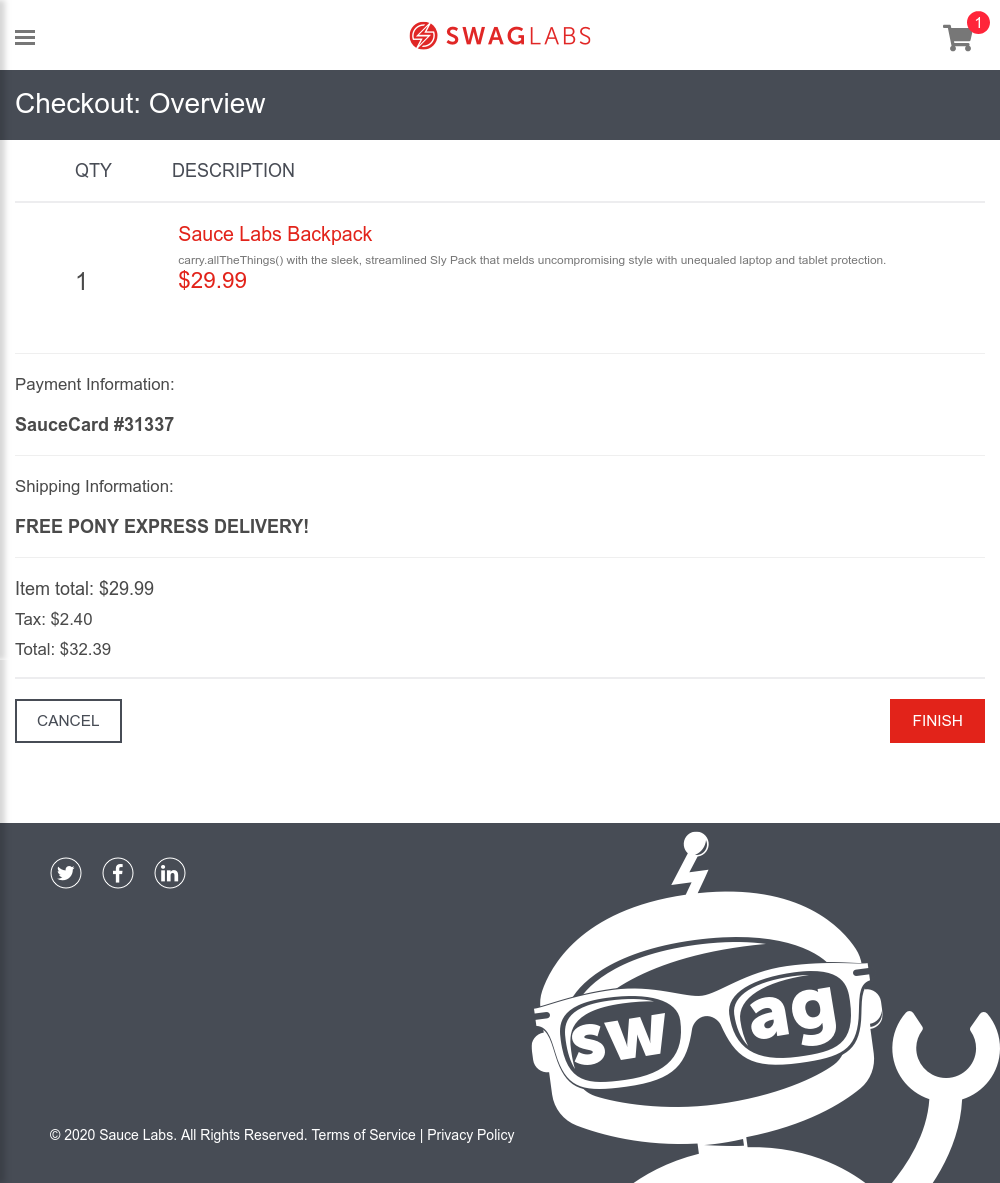 SWAGLABS
1
Checkout: Overview
QTY DESCRIPTION
Sauce Labs Backpack
carry.allTheThings() with the sleek, streamlined Sly Pack that melds uncompromising style with unequaled laptop and tablet protection.
1
$29.99
Payment Information:
SauceCard #31337
Shipping Information:
FREE PONY EXPRESS DELIVERY!
Item total: $29.99
Tax: $2.40
Total: $32.39
CANCEL FINISH
swag
© 2020 Sauce Labs. All Rights Reserved. Terms of Service | Privacy Policy